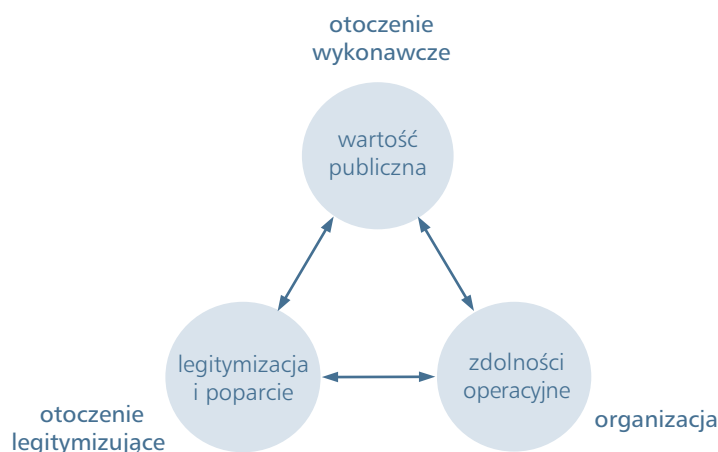 otoczenie
wykonawcze
wartość
publiczna
legitymizacja
i poparcie
zdolności
operacyjne
otoczenie
legitymizujące
organizacja